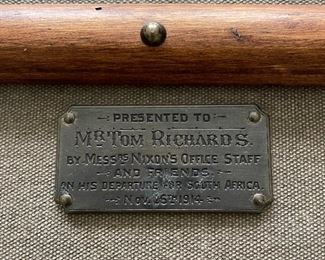 PRESENTED TO
MR TOM RICHARDS.
BY MESSRS NIXON'S OFFICE STAFF
AND FRIENDS.
ON HIS DEPARTURE FOR SOUTH AFRICA.
NOV. 1914